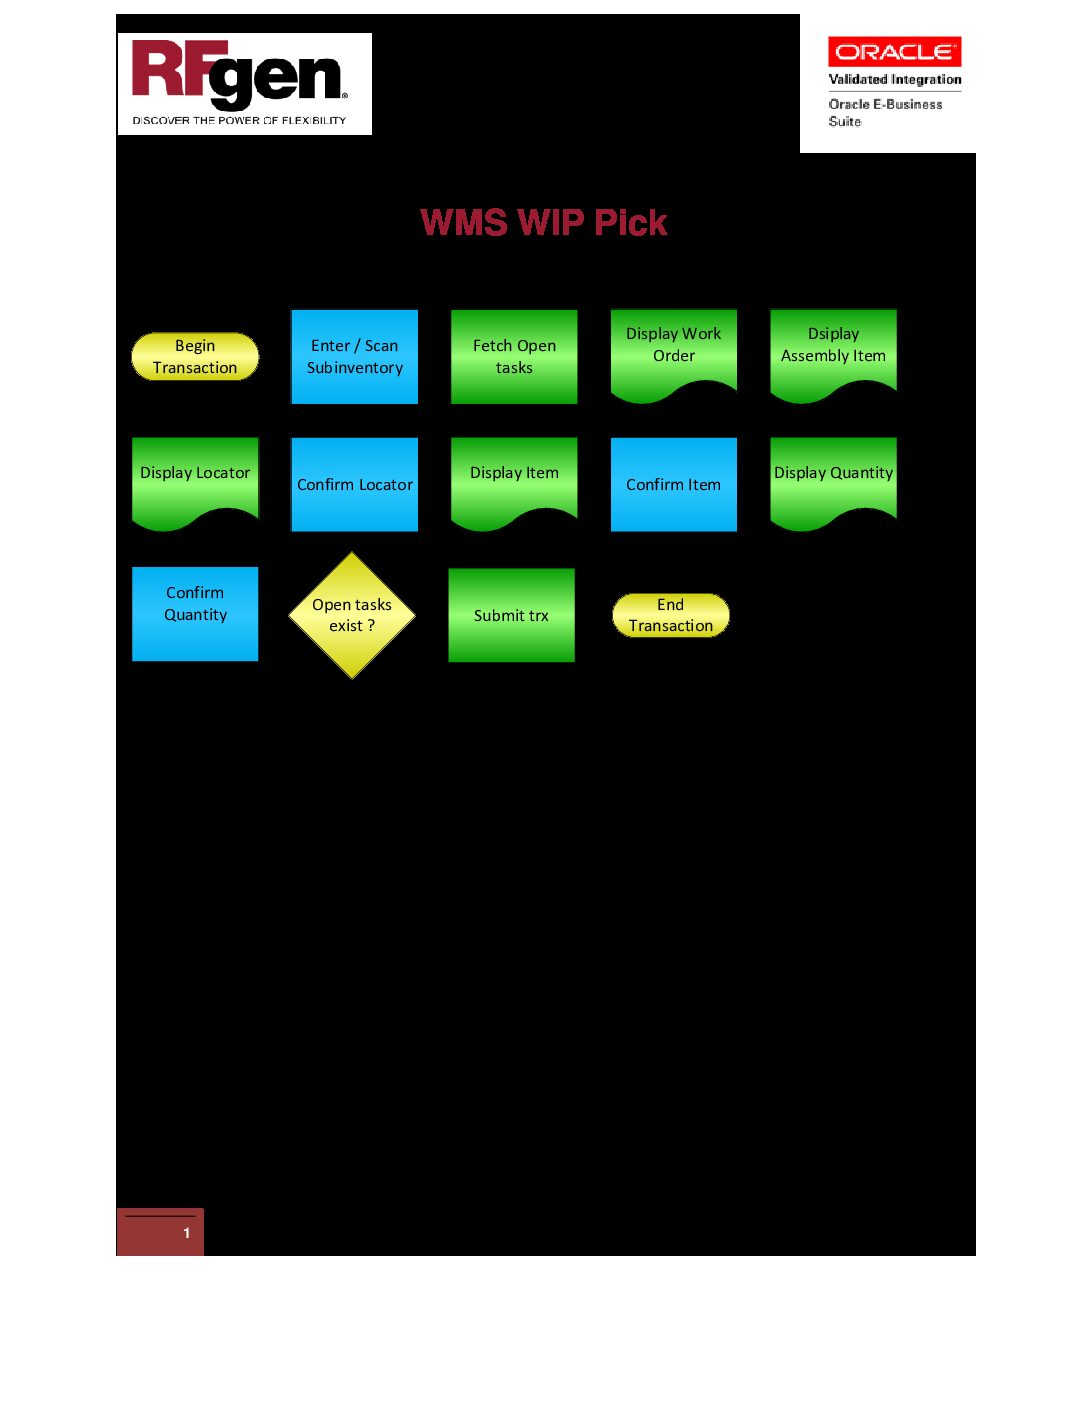 RFgen®
DISCOVER THE POWER OF FLEXIBILITY
ORACLE
Validated Integration
Oracle E-Business
Suite
WMS WIP Pick
Begin
Transaction
Enter / Scan
Subinventory
Fetch Open
tasks
Display Work
Order
Dsiplay
Assembly Item
Display Locator
Confirm Locator
Display Item
Confirm Item
Display Quantity
Confirm
Quantity
Open tasks
exist ?
Submit trx
End
Transaction
1